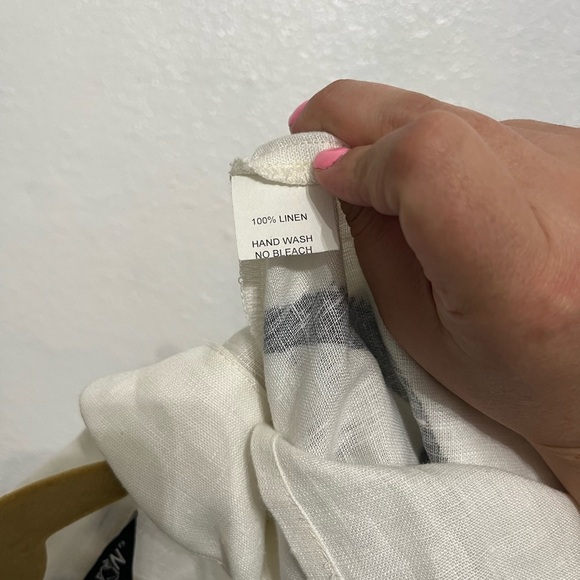 100% LINEN
HAND WASH
NO BLEACH